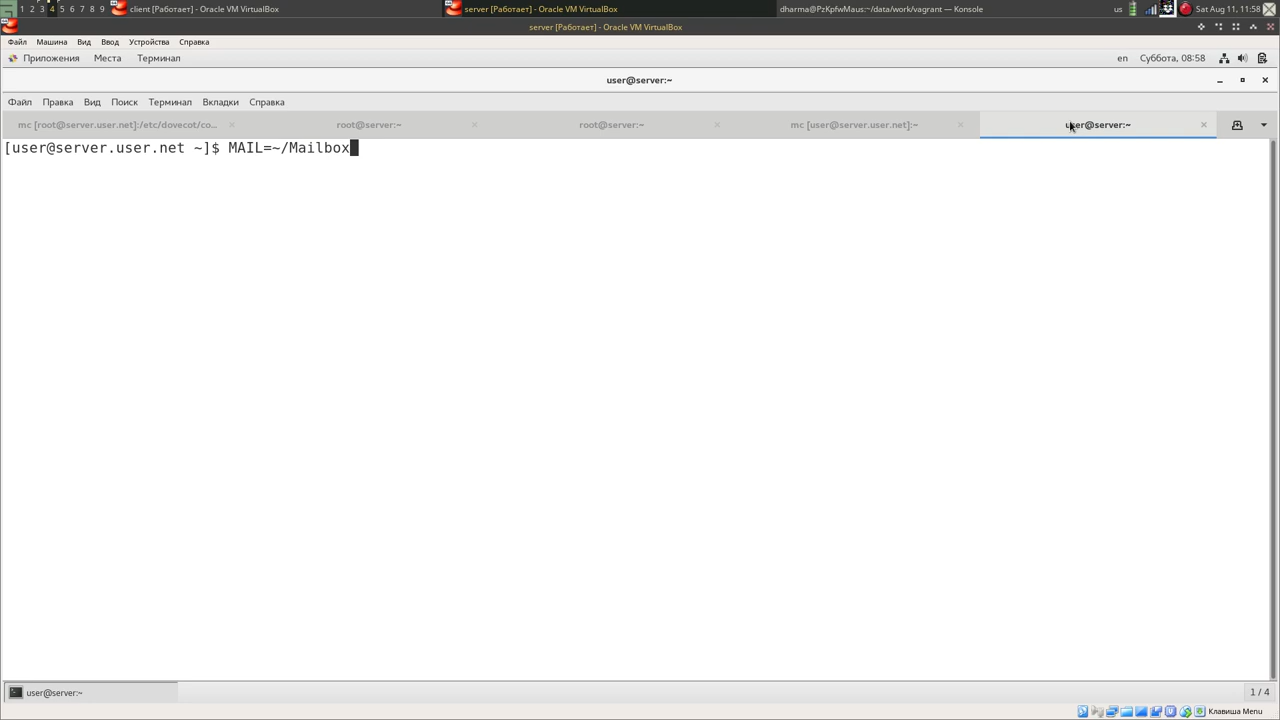 1 2 3 4 5 6 7 8 9 client [Работает] - Oracle VM VirtualBox server [Работает] - Oracle VM VirtualBox dharma@PzKpfwMaus:~/data/work/vagrant — Konsole us Sat Aug 11, 11:58
server [Работает] - Oracle VM VirtualBox
Файл Машина Вид Ввод Устройства Справка
Приложения Места Терминал en Суббота, 08:58
user@server:~
Файл Правка Вид Поиск Терминал Вкладки Справка
mc [root@server.user.net]:/etc/dovecot/co... root@server:~ root@server:~ mc [user@server.user.net]:~ user@server:~
[user@server.user.net ~]$ MAIL=~/Mailbox
user@server:~ 1 / 4
Клавиша Menu